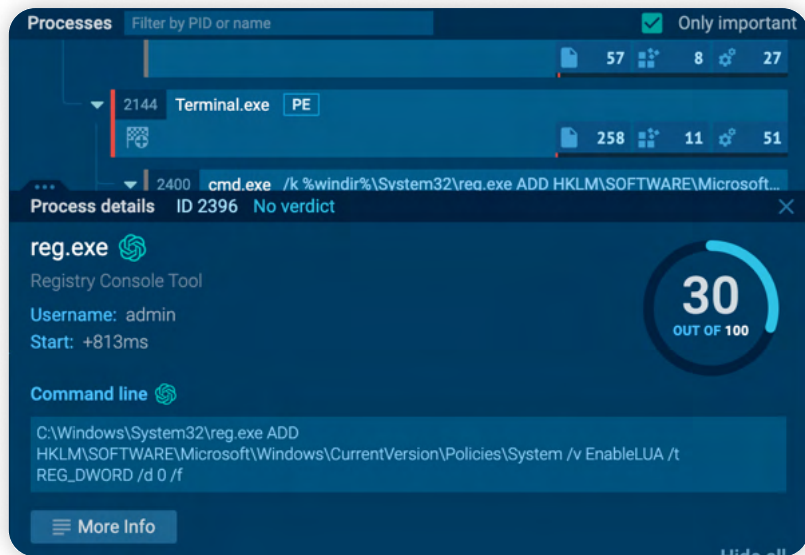 Processes Filter by PID or name Only important
57 8 27
2144 Terminal.exe PE
258 11 51
2400 cmd.exe /k %windir%\System32\reg.exe ADD HKLM\SOFTWARE\Microsoft...
Process details ID 2396 No verdict
reg.exe
Registry Console Tool
Username: admin
Start: +813ms
30
OUT OF 100
Command line
C:\Windows\System32\reg.exe ADD
HKLM\SOFTWARE\Microsoft\Windows\CurrentVersion\Policies\System /v EnableLUA /t
REG_DWORD /d 0 /f
More Info
Hide all